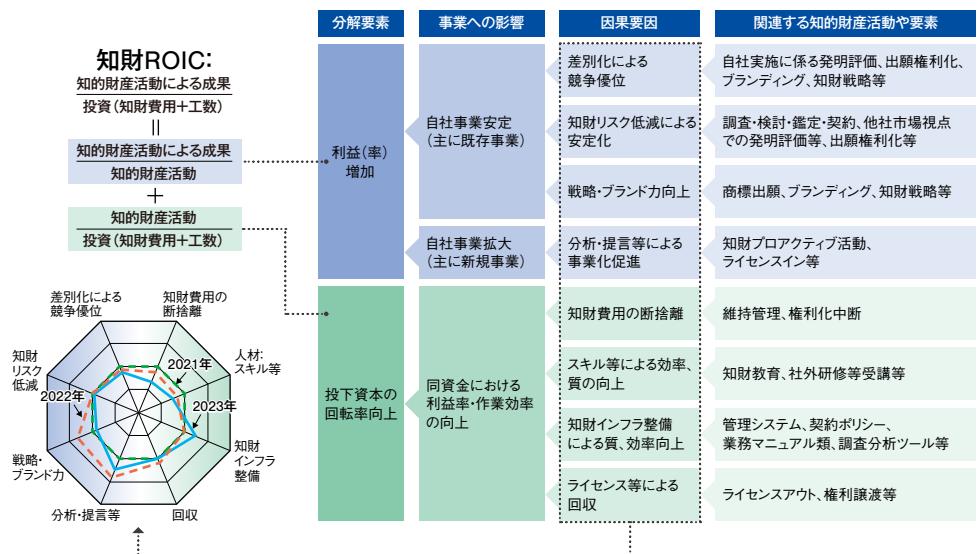 知財ROIC:
知的財産活動による成果
投資(知財費用+工数)
=
知的財産活動による成果
知的財産活動
+
知的財産活動
投資(知財費用+工数)
差別化による
競争優位
知財費用の
断捨離
知財
リスク
低減
人材:
スキル等
2021年
2022年
2023年
戦略・
ブランド力
知財
インフラ
整備
分析・提言等
回収
分解要素
事業への影響
因果要因
関連する知的財産活動や要素
利益(率)
増加
自社事業安定
(主に既存事業)
差別化による
競争優位
自社実施に係る発明評価、出願権利化、
ブランディング、知財戦略等
知財リスク低減による
安定化
調査・検討・鑑定・契約、他社市場視点
での発明評価等、出願権利化等
戦略・ブランド力向上
商標出願、ブランディング、知財戦略等
自社事業拡大
(主に新規事業)
分析・提言等による
事業化促進
知財プロアクティブ活動、
ライセンスイン等
投下資本の
回転率向上
同資金における
利益率・作業効率
の向上
知財費用の断捨離
維持管理、権利化中断
スキル等による効率、
質の向上
知財教育、社外研修等受講等
知財インフラ整備
による質、効率向上
管理システム、契約ポリシー、
業務マニュアル類、調査分析ツール等
ライセンス等による
回収
ライセンスアウト、権利譲渡等